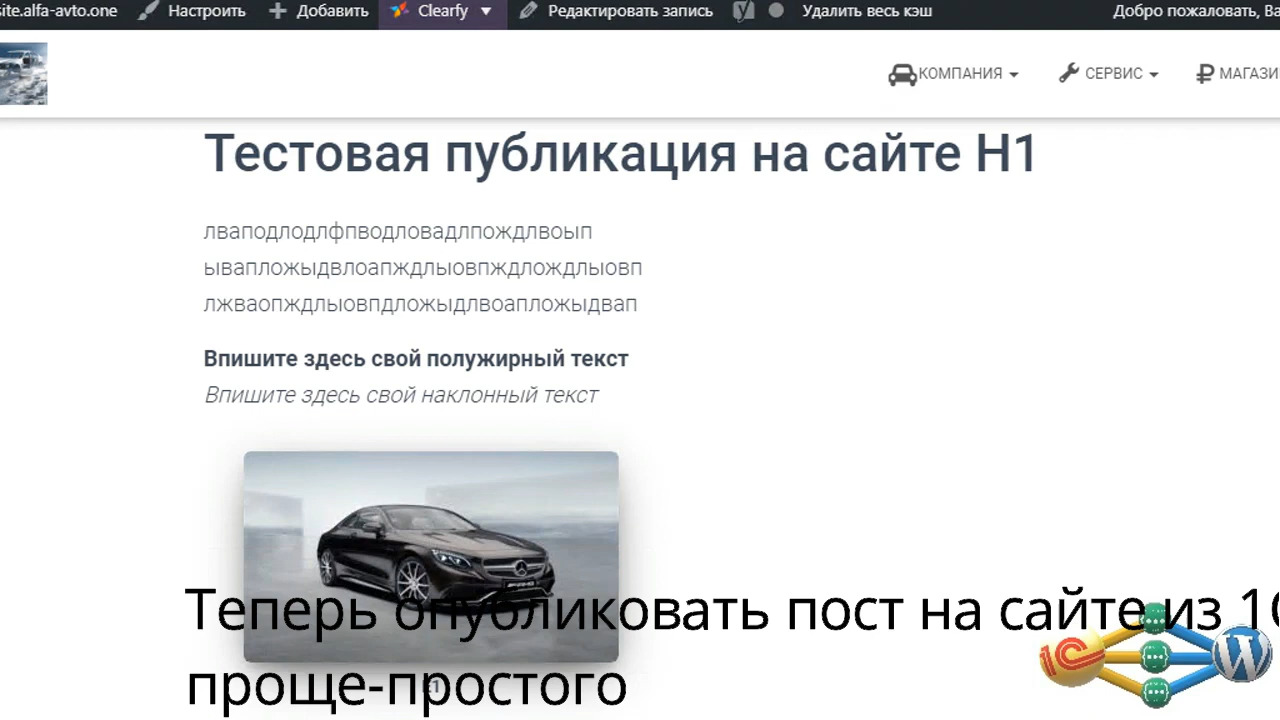 site.alfa-avto.one Настроить Добавить Clearfy Редактировать запись Удалить весь кэш Добро пожаловать,
КОМПАНИЯ СЕРВИС
Тестовая публикация на сайте H1
лваподлодлфпводловадлпождлвоып
ывапложыдвлоапждлыовпждлождлыовп
лжваопждлыовпдложыдлвоапложыдвап
Впишите здесь свой полужирный текст
Впишите здесь свой наклонный текст
Теперь опубликовать пост на сайте из 1С
проще-простого